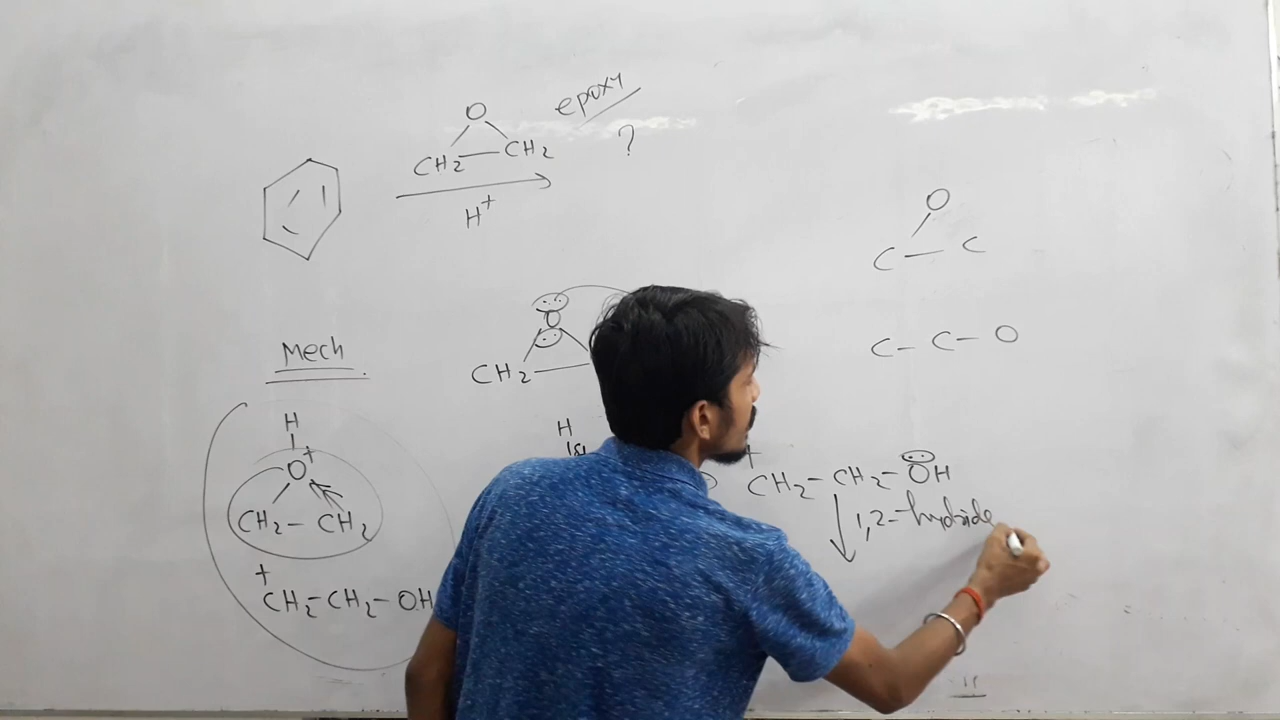 O epoxy
CH2 — CH2 ?
H+
O
C — C
O
CH2
C – C – O
Mech
H
O+
CH2 – CH2
H
+CH2 – CH2 – OH
1,2-hydride
+CH2 – CH2 – OH